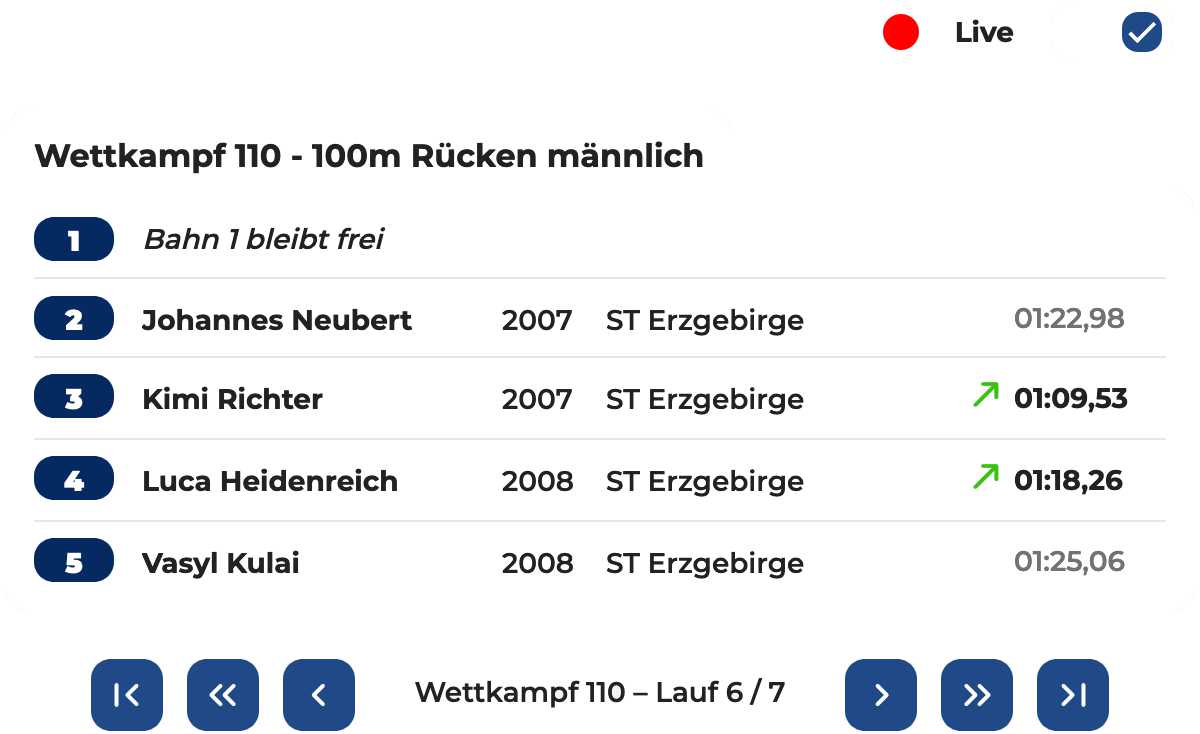 Live
Wettkampf 110 - 100m Rücken männlich
1 Bahn 1 bleibt frei
2 Johannes Neubert 2007 ST Erzgebirge 01:22,98
3 Kimi Richter 2007 ST Erzgebirge 01:09,53
4 Luca Heidenreich 2008 ST Erzgebirge 01:18,26
5 Vasyl Kulai 2008 ST Erzgebirge 01:25,06
Wettkampf 110 – Lauf 6 / 7